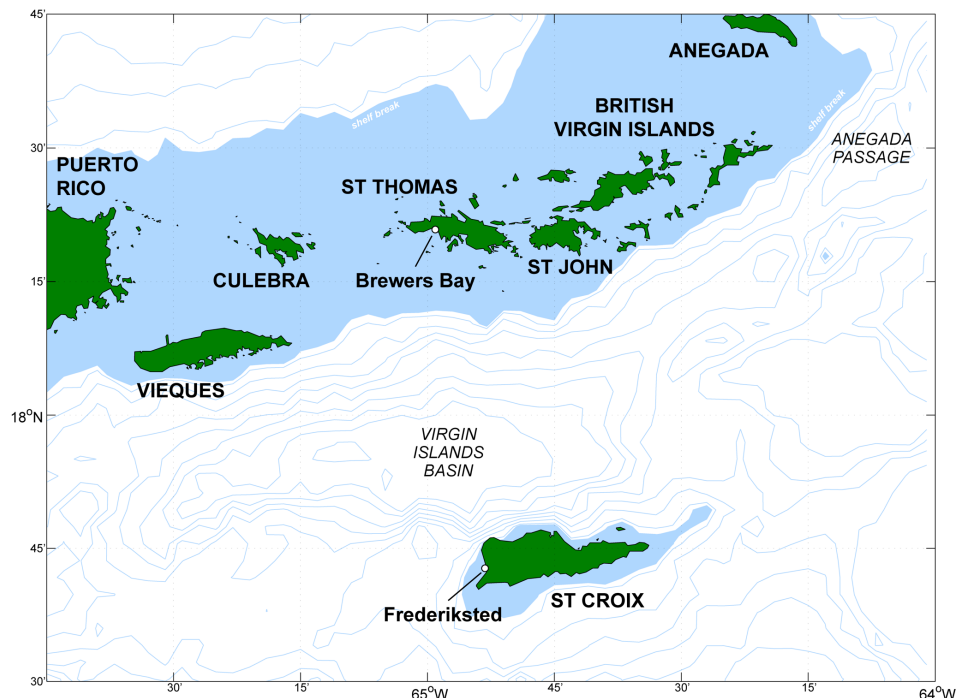 45'
ANEGADA
shelf break
shelf break
BRITISH
VIRGIN ISLANDS
30'
ANEGADA
PASSAGE
PUERTO
RICO
ST THOMAS
CULEBRA
Brewers Bay
ST JOHN
15'
VIEQUES
18°N
VIRGIN
ISLANDS
BASIN
45'
Frederiksted
ST CROIX
30'
30'
15'
65°W
45'
30'
15'
64°W